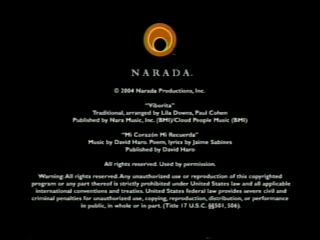 NARADA.
© 2004 Narada Productions, Inc.
"Viborita"
Traditional, arranged by Lila Downs, Paul Cohen
Published by Nara Music, Inc. (BMI)/Cloud People Music (BMI)
"Mi Corazón Mi Recuerda"
Music by David Haro. Poem, lyrics by Jaime Sabines
Published by David Haro
All rights reserved. Used by permission.
Warning: All rights reserved. Any unauthorized use or reproduction of this copyrighted
program or any part thereof is strictly prohibited under United States law and all applicable
international conventions and treaties. United States federal law provides severe civil and
criminal penalties for unauthorized use, copying, reproduction, distribution, or performance
in public, in whole or in part. (Title 17 U.S.C. §§501, 506).